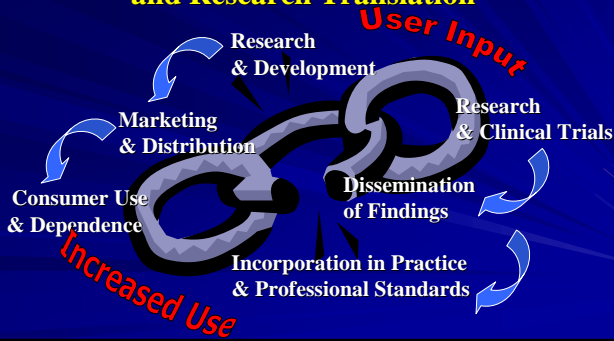 and Research Translation
User Input
Research
& Development
Research
& Clinical Trials
Marketing
& Distribution
Dissemination
of Findings
Consumer Use
& Dependence
Incorporation in Practice
& Professional Standards
Increased Use